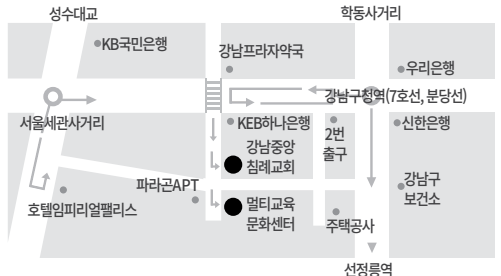 성수대교
학동사거리
KB국민은행
강남프라자약국
우리은행
강남구청역(7호선, 분당선)
서울세관사거리
KEB하나은행
2번
출구
신한은행
강남중앙
침례교회
파라곤APT
강남구
보건소
호텔임피리얼팰리스
멀티교육
문화센터
주택공사
선정릉역